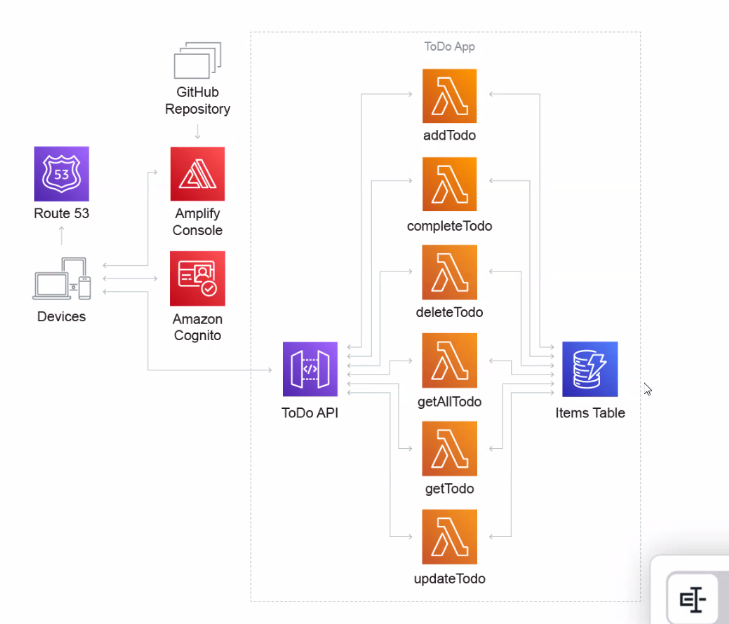 ToDo App
GitHub
Repository
addTodo
53
Route 53
Amplify
Console
completeTodo
Devices
Amazon
Cognito
deleteTodo
</>
ToDo API
getAllTodo
Items Table
getTodo
updateTodo